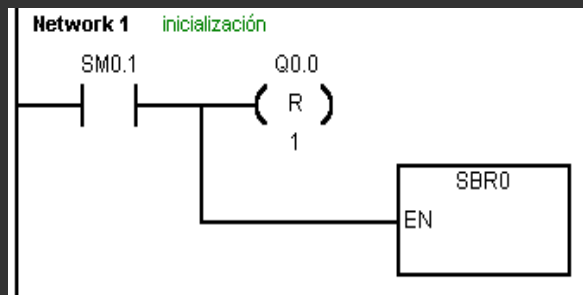 Network 1 inicialización
SM0.1 Q0.0
R
1
SBR0
EN